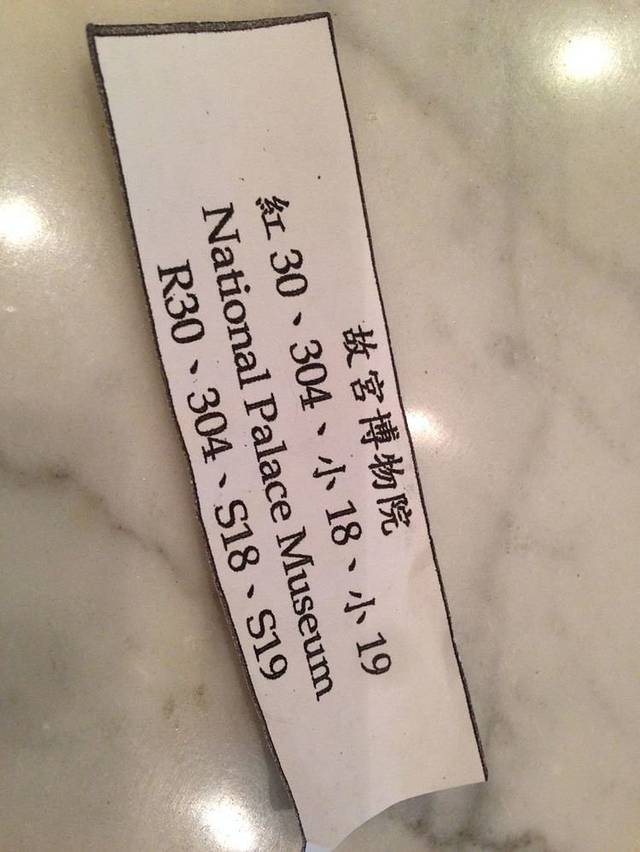 故宮博物院
紅 30、304、小 18、小 19
National Palace Museum
R30、304、S18、S19